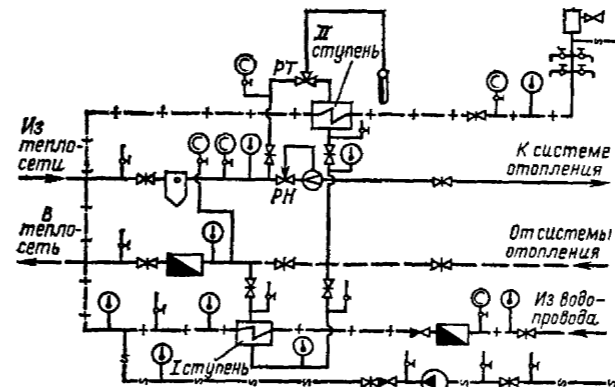 II
ступень
РТ
Из
тепло-
сети
К системе
отопления
РН
В
тепло-
сеть
От системы
отопления
Из водо-
провода
I ступень